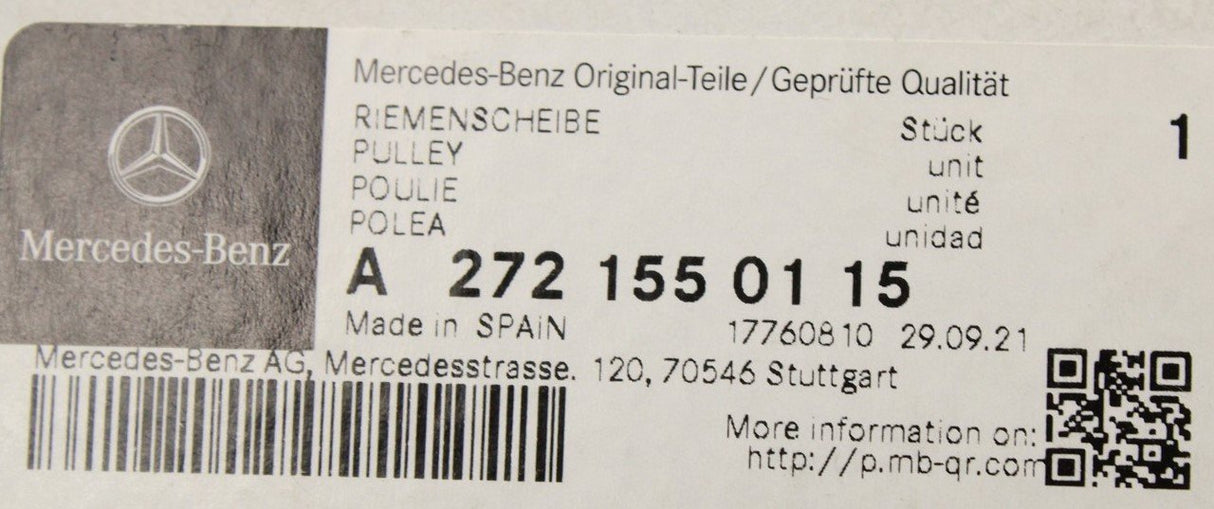 Mercedes-Benz
Mercedes-Benz Original-Teile/Geprüfte Qualität
RIEMENSCHEIBE Stück 1
PULLEY unit
POULIE unité
POLEA unidad
A 272 155 01 15
Made in SPAiN 17760810 29.09.21
Mercedes-Benz AG, Mercedesstrasse. 120, 70546 Stuttgart
More information on:
http://p.mb-qr.com